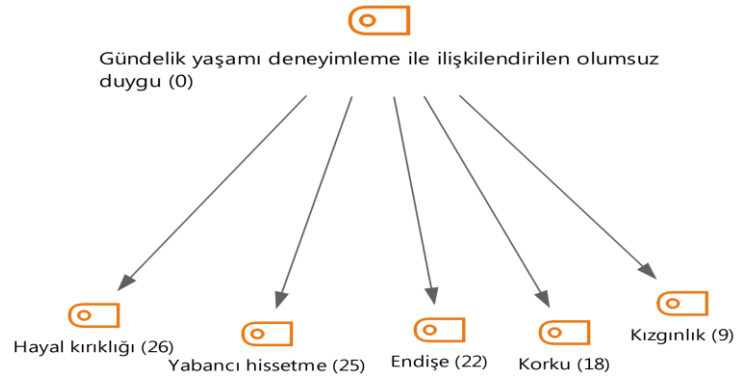 Gündelik yaşamı deneyimleme ile ilişkilendirilen olumsuz
duygu (0)
Hayal kırıklığı (26)
Yabancı hissetme (25)
Endişe (22)
Korku (18)
Kızgınlık (9)